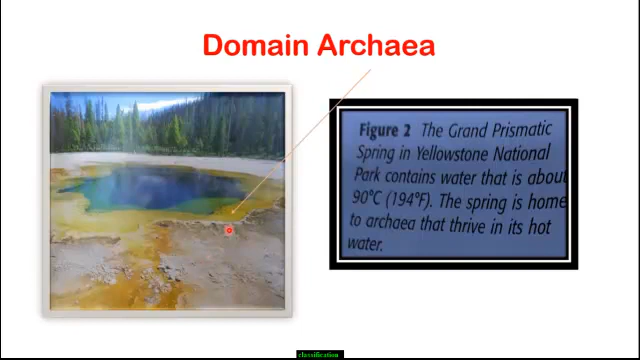 Domain Archaea
Figure 2 The Grand Prismatic
Spring in Yellowstone National
Park contains water that is about
90°C (194°F). The spring is home
to archaea that thrive in its hot
water.
classification